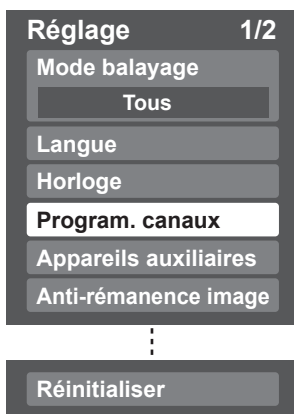 Réglage 1/2
Mode balayage
Tous
Langue
Horloge
Program. canaux
Appareils auxiliaires
Anti-rémanence image
Réinitialiser